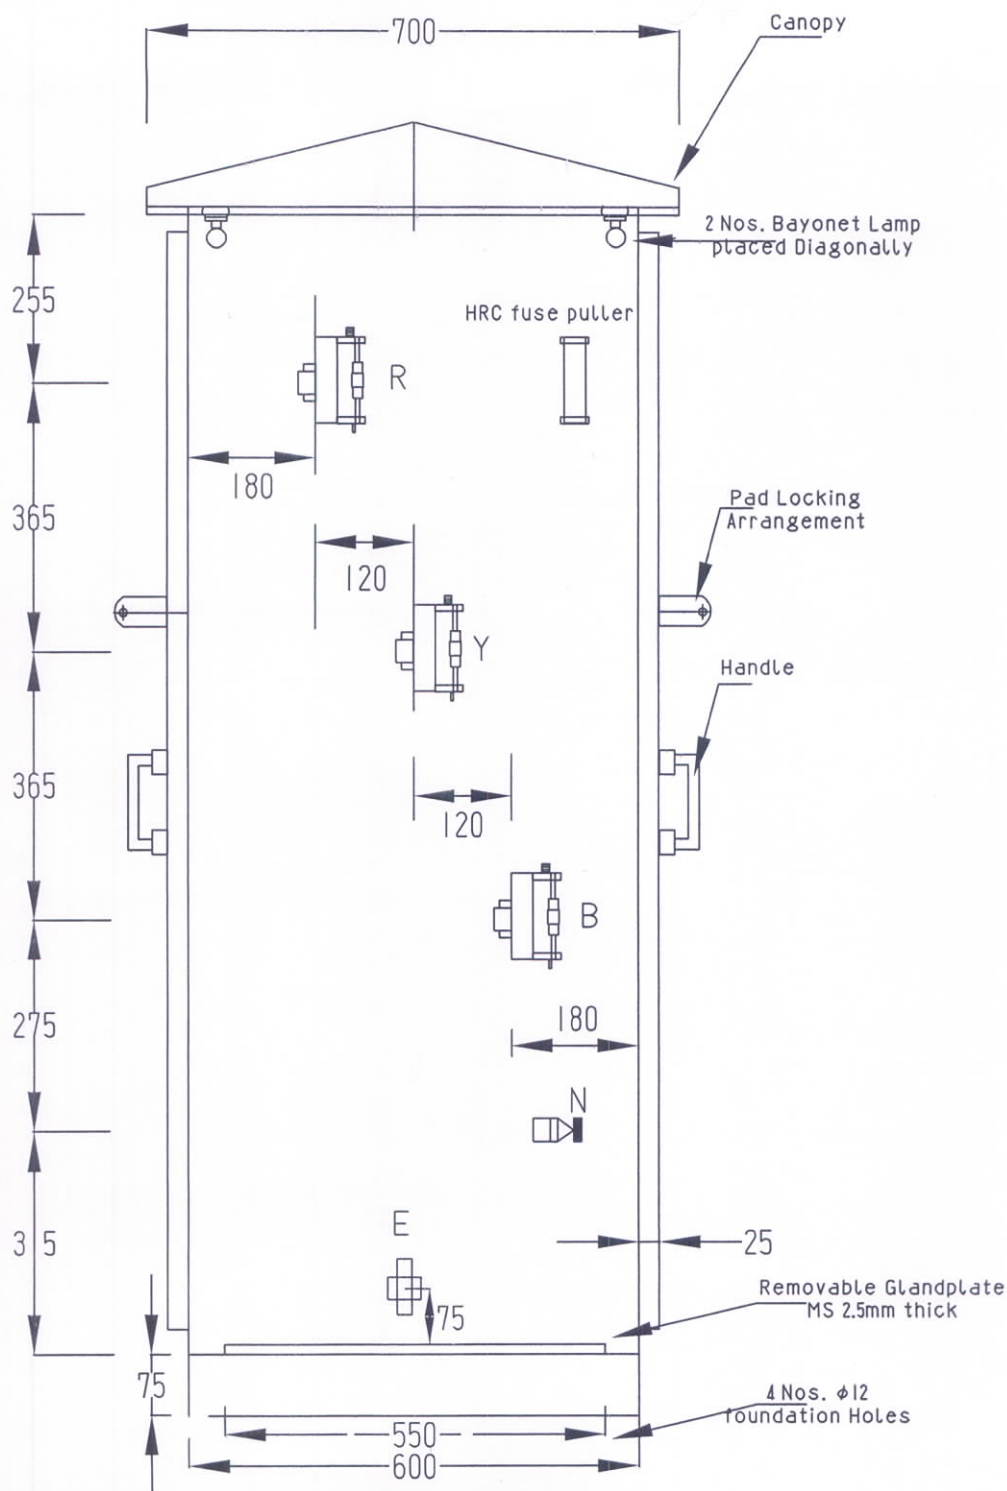 700
Canopy
2 Nos. Bayonet Lamp
placed Diagonally
255
HRC fuse puller
R
180
365
Pad Locking
Arrangement
120
Y
Handle
365
120
B
275
180
N
E
315
25
Removable Glandplate
MS 2.5mm thick
75
75
4 Nos. φ12
foundation Holes
550
600